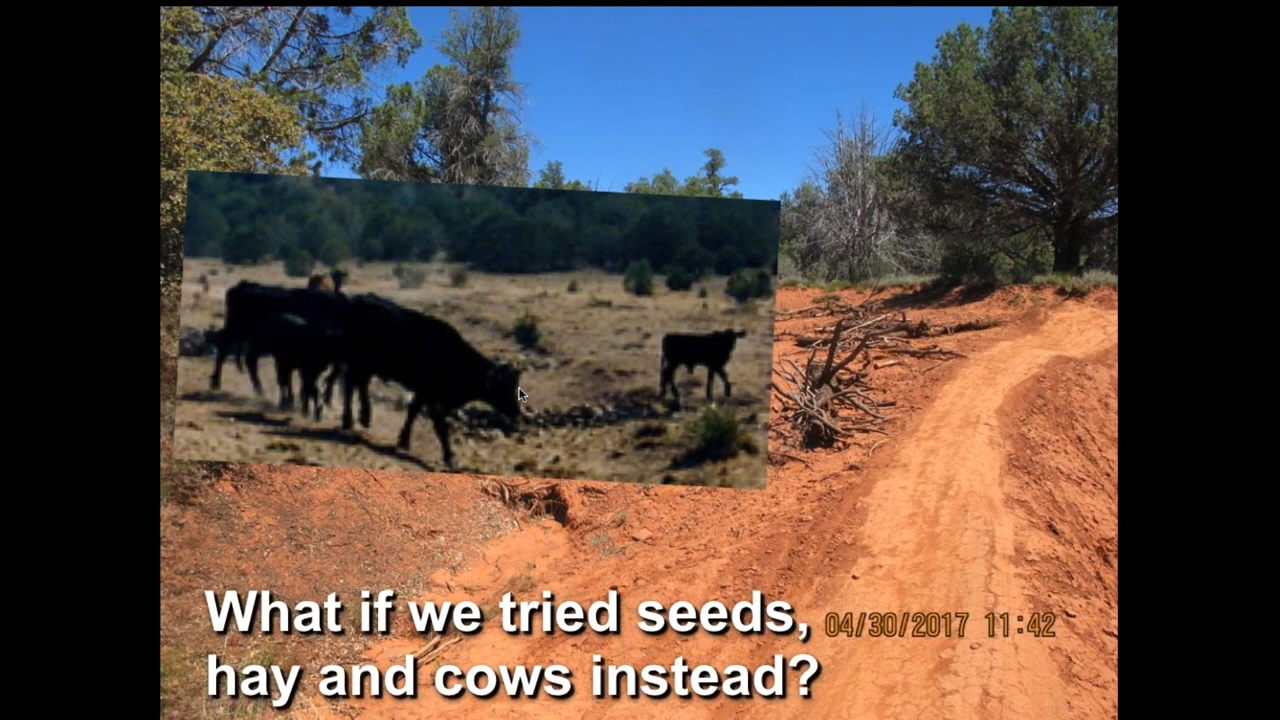 What if we tried seeds,
hay and cows instead?
04/30/2017 11:42